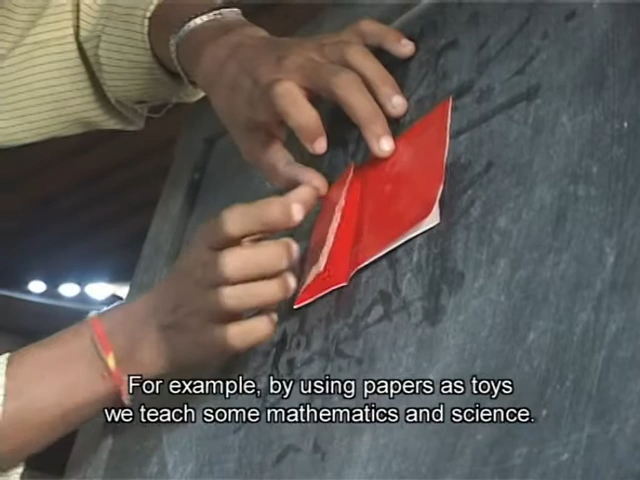 For example, by using papers as toys
we teach some mathematics and science.